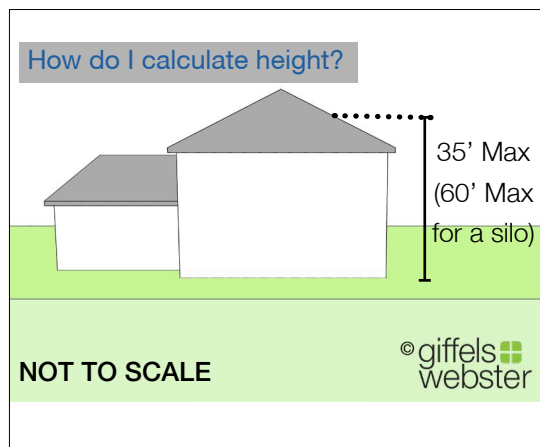 How do I calculate height?
35’ Max
(60’ Max
for a silo)
NOT TO SCALE
© giffels
webster